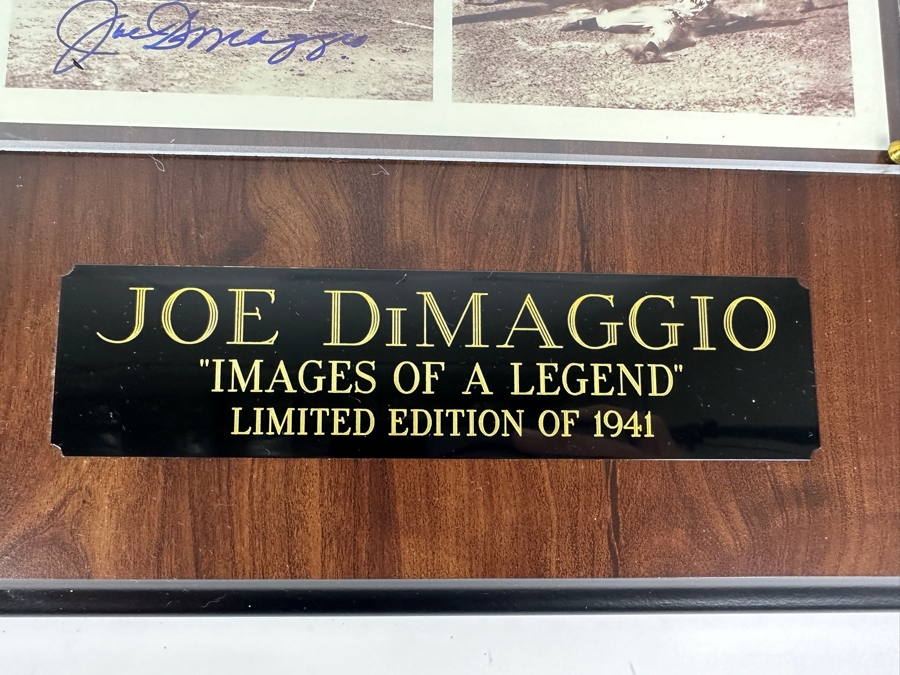 Joe DiMaggio
JOE DiMAGGIO
"IMAGES OF A LEGEND"
LIMITED EDITION OF 1941